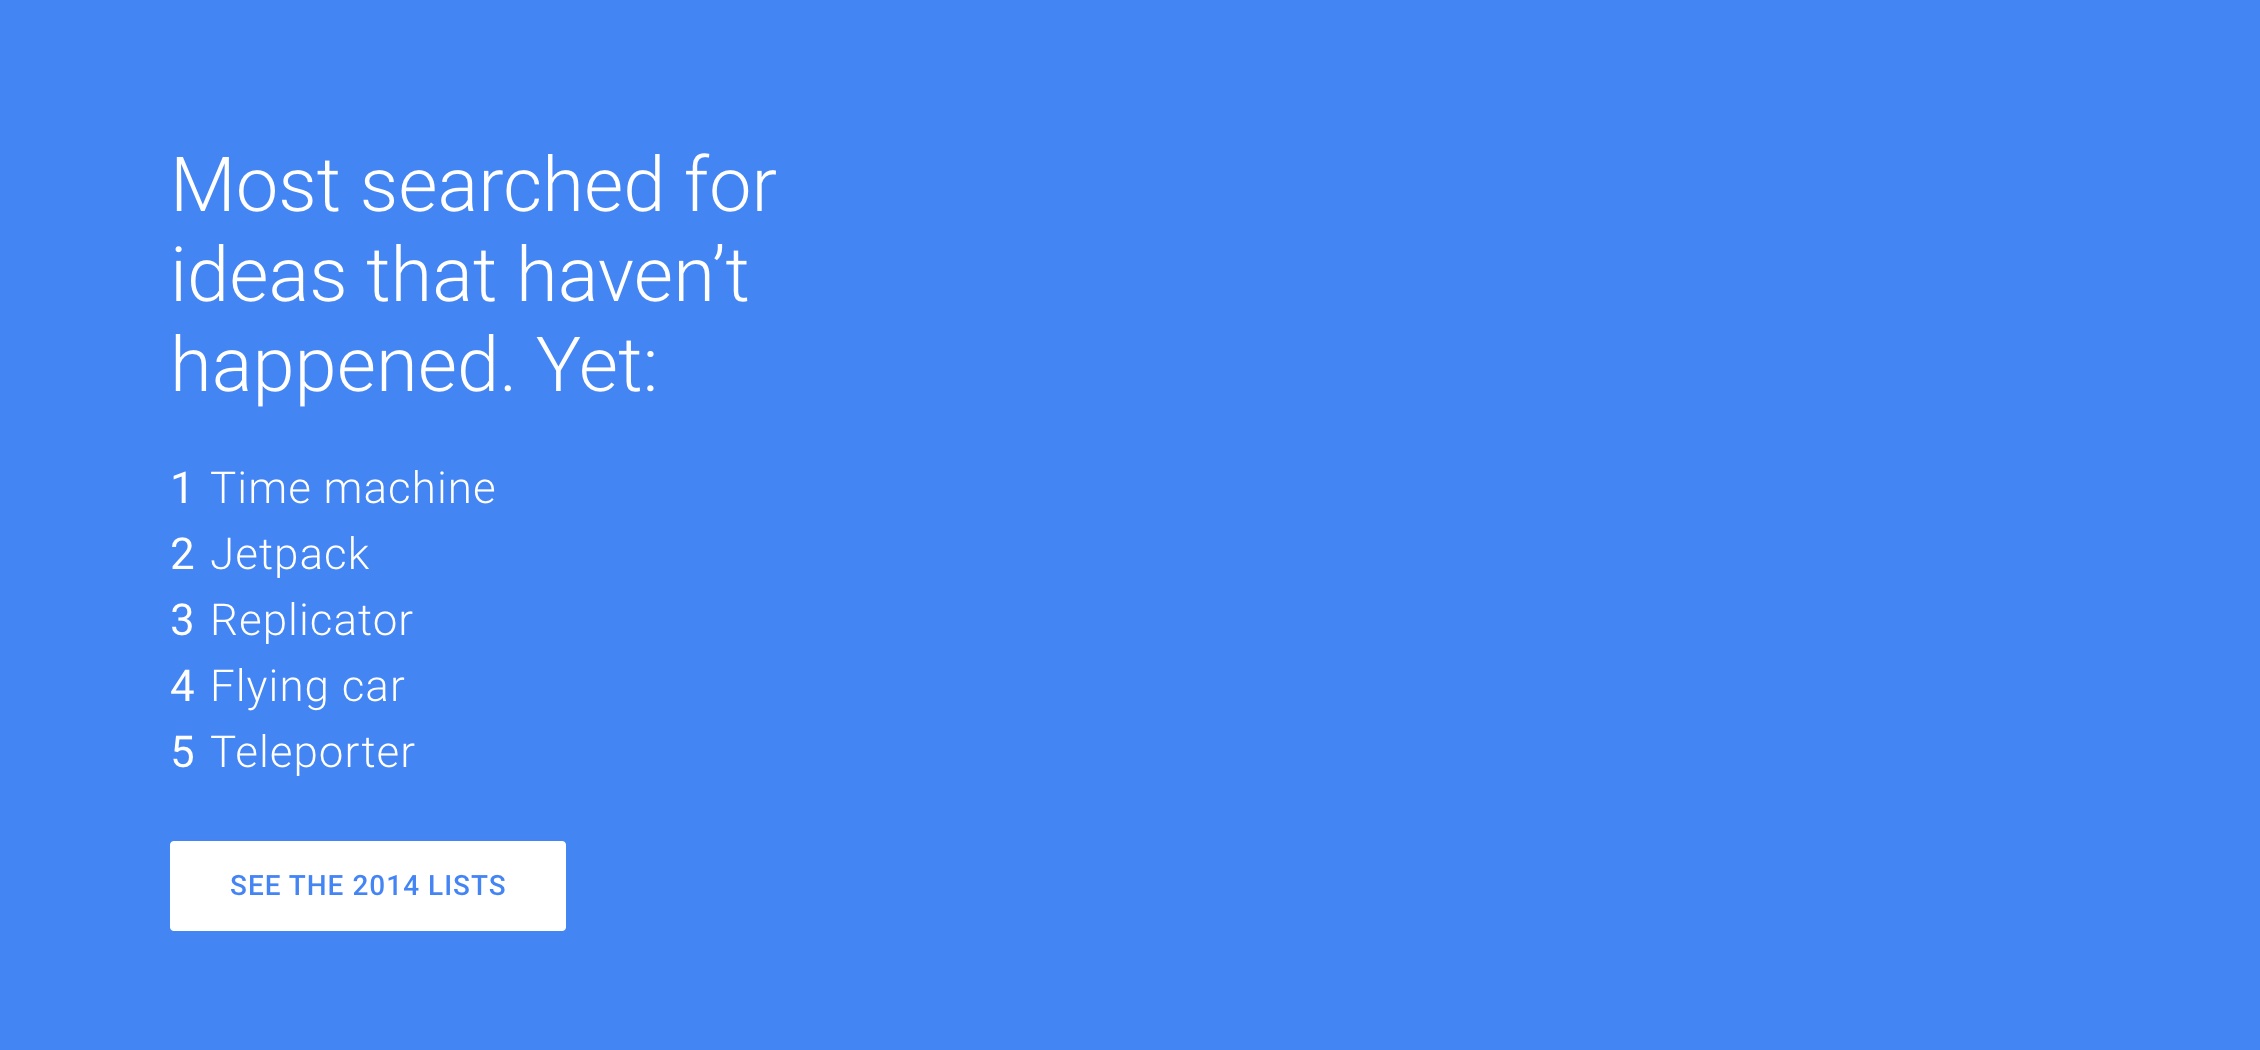 Most searched for
ideas that haven’t
happened. Yet:
1 Time machine
2 Jetpack
3 Replicator
4 Flying car
5 Teleporter
SEE THE 2014 LISTS